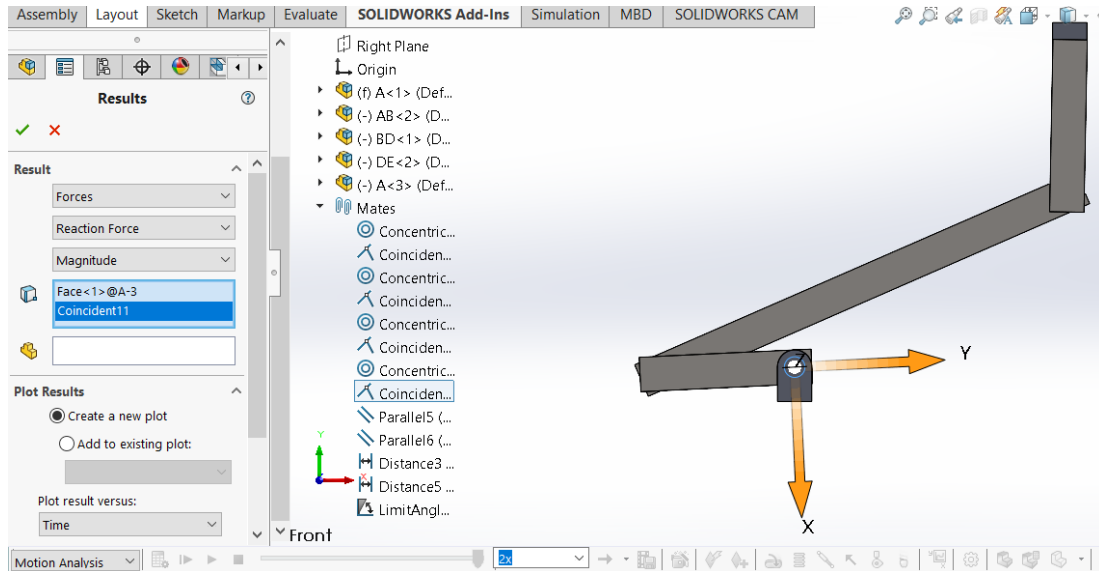 Assembly Layout Sketch Markup Evaluate SOLIDWORKS Add-Ins Simulation MBD SOLIDWORKS CAM
Results
Result
Forces
Reaction Force
Magnitude
Face<1>@A-3
Coincident11
Plot Results
Create a new plot
Add to existing plot:
Plot result versus:
Time
Right Plane
Origin
(f) A<1> (Def...
(-) AB<2> (D...
(-) BD<1> (D...
(-) DE<2> (D...
(-) A<3> (Def...
Mates
Concentric...
Coinciden...
Concentric...
Coinciden...
Concentric...
Coinciden...
Concentric...
Coinciden...
Parallel5 (...
Parallel6 (...
Distance3 ...
Distance5 ...
LimitAngl...
Y
X
Y
X
Front
Motion Analysis 2x